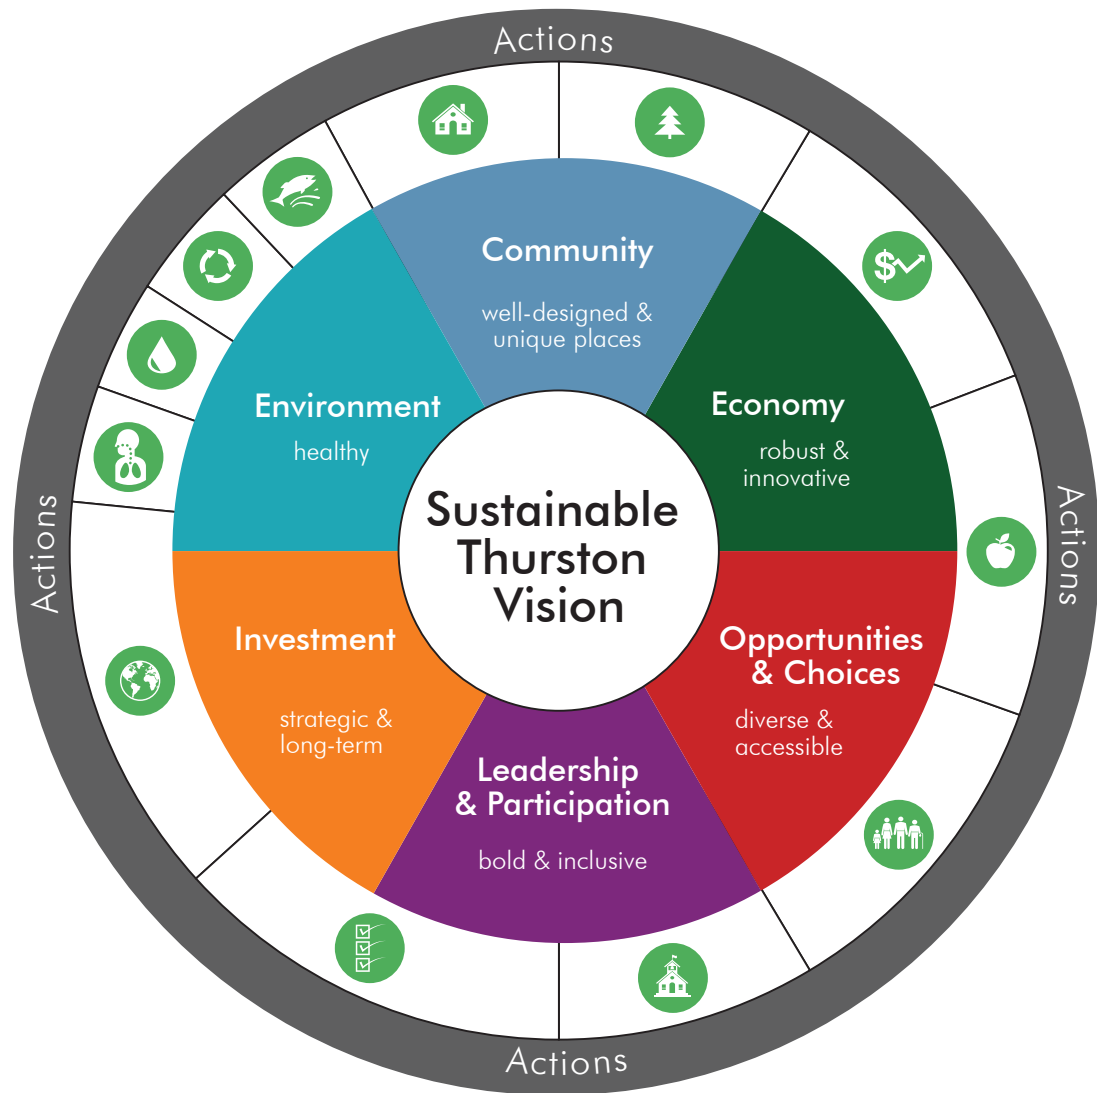 Actions
Community
well-designed &
unique places
Environment
healthy
Economy
robust &
innovative
Sustainable
Thurston
Vision
Actions
Actions
Investment
strategic &
long-term
Opportunities
& Choices
diverse &
accessible
Leadership
& Participation
bold & inclusive
$
Actions